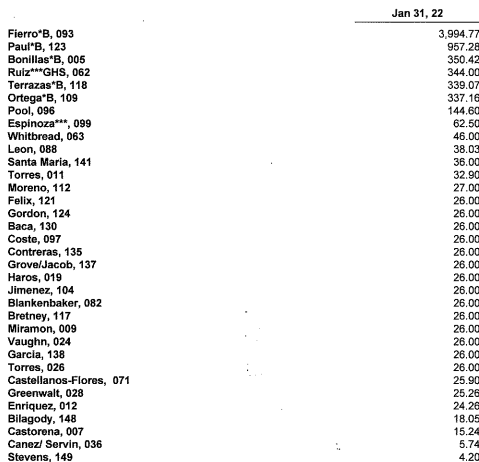 Jan 31, 22
Fierro*B, 093 3,994.77
Paul*B, 123 957.28
Bonillas*B, 005 350.42
Ruiz***GHS, 062 344.00
Terrazas*B, 118 339.07
Ortega*B, 109 337.16
Pool, 096 144.60
Espinoza***, 099 62.50
Whitbread, 063 46.00
Leon, 088 38.03
Santa Maria, 141 36.00
Torres, 011 32.90
Moreno, 112 27.00
Felix, 121 26.00
Gordon, 124 26.00
Baca, 130 26.00
Coste, 097 26.00
Contreras, 135 26.00
Grove/Jacob, 137 26.00
Haros, 019 26.00
Jimenez, 104 26.00
Blankenbaker, 082 26.00
Bretney, 117 26.00
Miramon, 009 26.00
Vaughn, 024 26.00
Garcia, 138 26.00
Torres, 026 26.00
Castellanos-Flores, 071 25.90
Greenwalt, 028 25.26
Enriquez, 012 24.26
Bilagody, 148 18.05
Castorena, 007 15.24
Canez/ Servin, 036 5.74
Stevens, 149 4.20